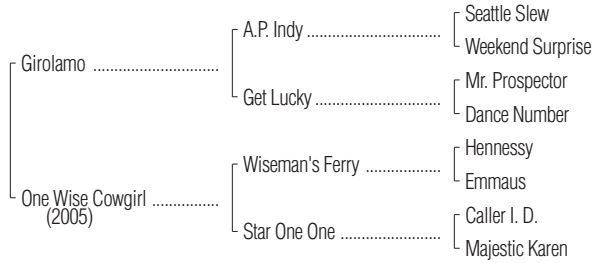 Seattle Slew
A.P. Indy ..............................
Weekend Surprise
Girolamo ............................
Mr. Prospector
Get Lucky............................
Dance Number
Hennessy
Wiseman's Ferry .................
Emmaus
One Wise Cowgirl ...............
(2005)
Caller I. D.
Star One One ......................
Majestic Karen